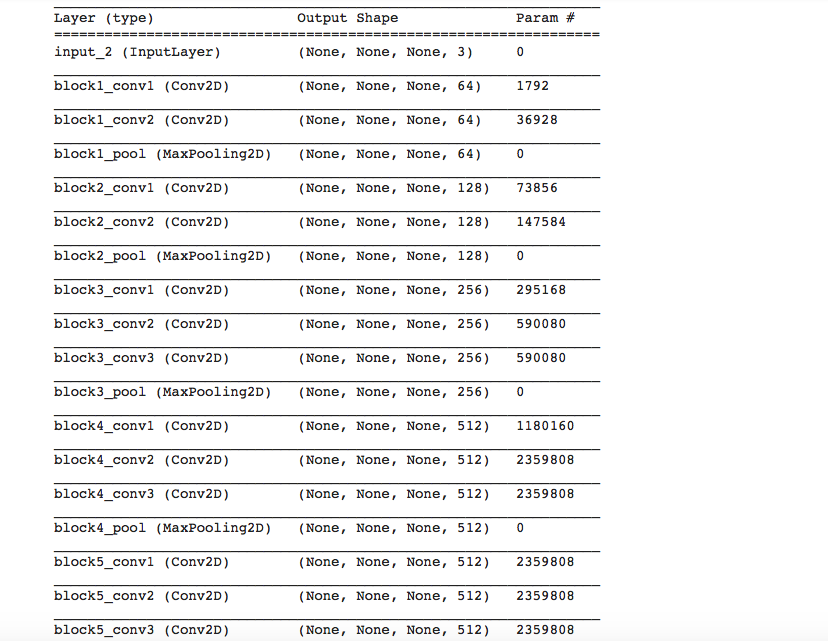 Layer (type) Output Shape Param #
=================================================================
input_2 (InputLayer) (None, None, None, 3) 0
block1_conv1 (Conv2D) (None, None, None, 64) 1792
block1_conv2 (Conv2D) (None, None, None, 64) 36928
block1_pool (MaxPooling2D) (None, None, None, 64) 0
block2_conv1 (Conv2D) (None, None, None, 128) 73856
block2_conv2 (Conv2D) (None, None, None, 128) 147584
block2_pool (MaxPooling2D) (None, None, None, 128) 0
block3_conv1 (Conv2D) (None, None, None, 256) 295168
block3_conv2 (Conv2D) (None, None, None, 256) 590080
block3_conv3 (Conv2D) (None, None, None, 256) 590080
block3_pool (MaxPooling2D) (None, None, None, 256) 0
block4_conv1 (Conv2D) (None, None, None, 512) 1180160
block4_conv2 (Conv2D) (None, None, None, 512) 2359808
block4_conv3 (Conv2D) (None, None, None, 512) 2359808
block4_pool (MaxPooling2D) (None, None, None, 512) 0
block5_conv1 (Conv2D) (None, None, None, 512) 2359808
block5_conv2 (Conv2D) (None, None, None, 512) 2359808
block5_conv3 (Conv2D) (None, None, None, 512) 2359808